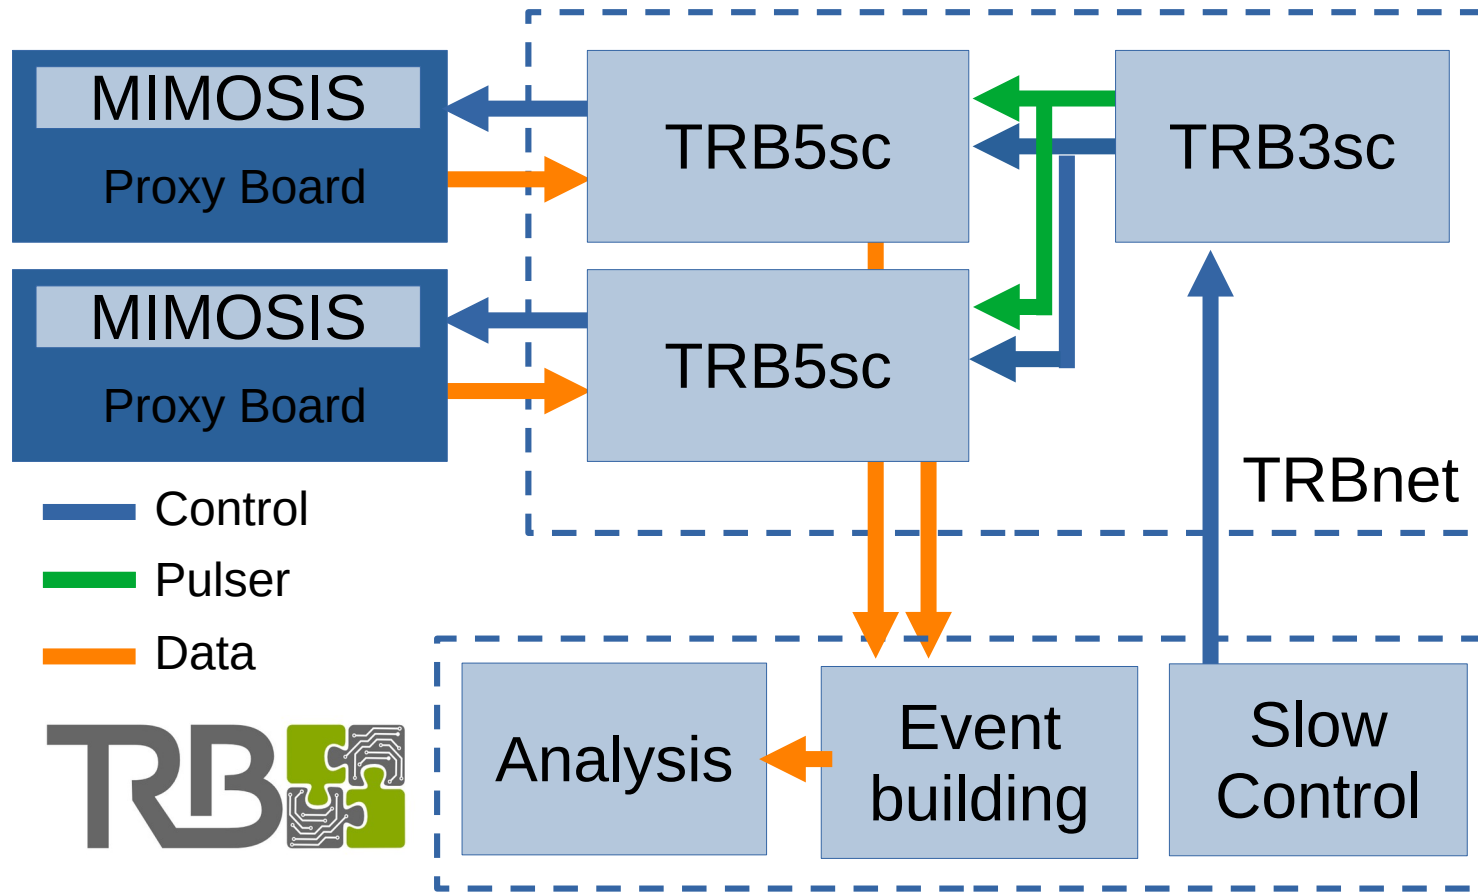 MIMOSIS
Proxy Board
TRB5sc
TRB3sc
MIMOSIS
Proxy Board
TRB5sc
TRBnet
Control
Pulser
Data
TRB
Analysis
Event
building
Slow
Control